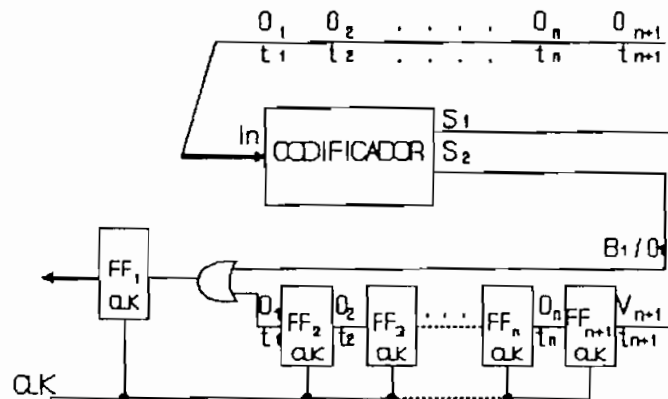 O₁ O₂ . . . . . Oₙ Oₙ₊₁
t₁ t₂ . . . . . tₙ tₙ₊₁
In CODIFICADOR S₁
S₂
B₁/O₁
FF₁
CLK
O₁ O₂ . . . Oₙ Vₙ₊₁
FF₂ FF₃ FFₙ FFₙ₊₁
t₁ t₂ tₙ tₙ₊₁
CLK CLK CLK CLK
CLK